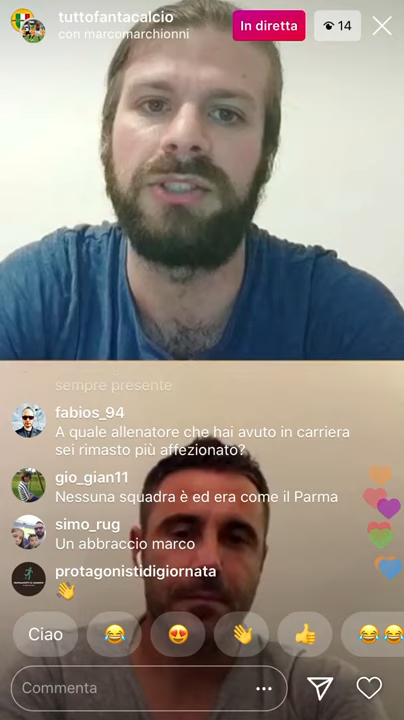 tuttofantacalcio
con marcomarchionni
In diretta
14
sempre presente
fabios_94
A quale allenatore che hai avuto in carriera
sei rimasto più affezionato?
gio_gian11
Nessuna squadra è ed era come il Parma
simo_rug
Un abbraccio marco
protagonistidigiornata
👋
Ciao
😂
😍
👋
👍
😂😂
Commenta